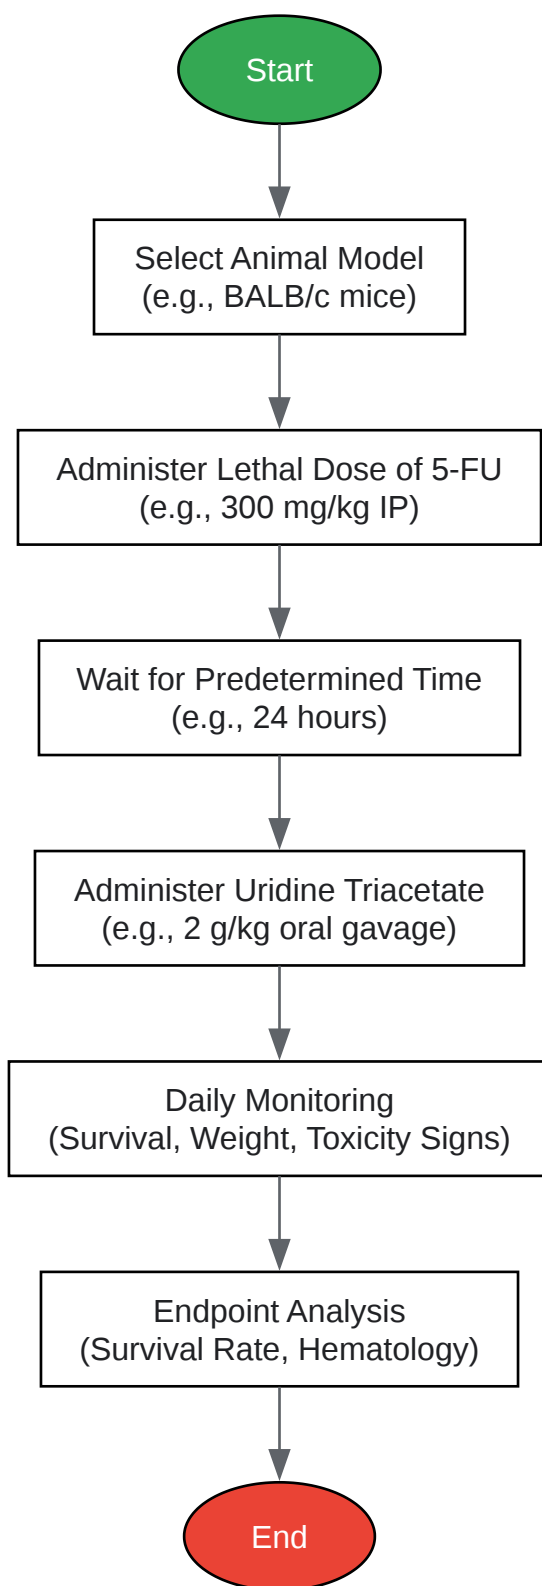 Start
Select Animal Model
(e.g., BALB/c mice)
Administer Lethal Dose of 5-FU
(e.g., 300 mg/kg IP)
Wait for Predetermined Time
(e.g., 24 hours)
Administer Uridine Triacetate
(e.g., 2 g/kg oral gavage)
Daily Monitoring
(Survival, Weight, Toxicity Signs)
Endpoint Analysis
(Survival Rate, Hematology)
End